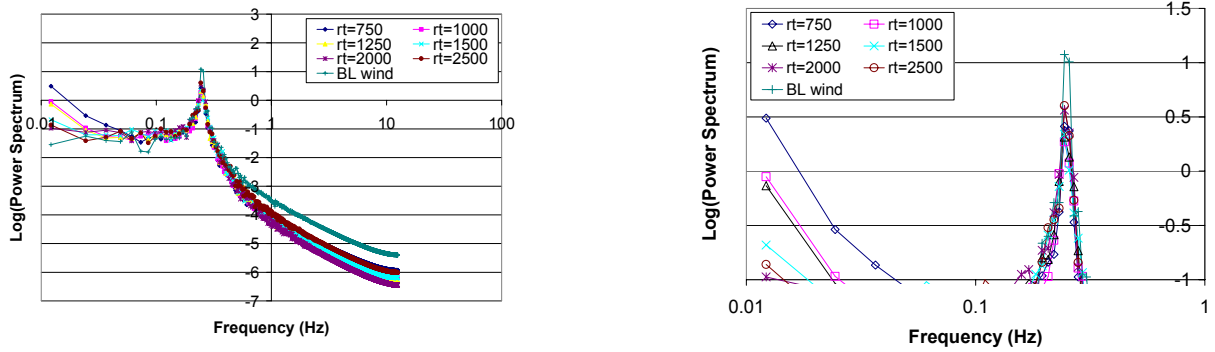 3
2
1
0
-1
-2
-3
-4
-5
-6
-7
0.01
0.1
1
10
100
rt=750
rt=1000
rt=1250
rt=1500
rt=2000
rt=2500
BL wind
Log(Power Spectrum)
Frequency (Hz)
1.5
1
0.5
0
-0.5
-1
0.01
0.1
1
rt=750
rt=1000
rt=1250
rt=1500
rt=2000
rt=2500
BL wind
Log(Power Spectrum)
Frequency (Hz)